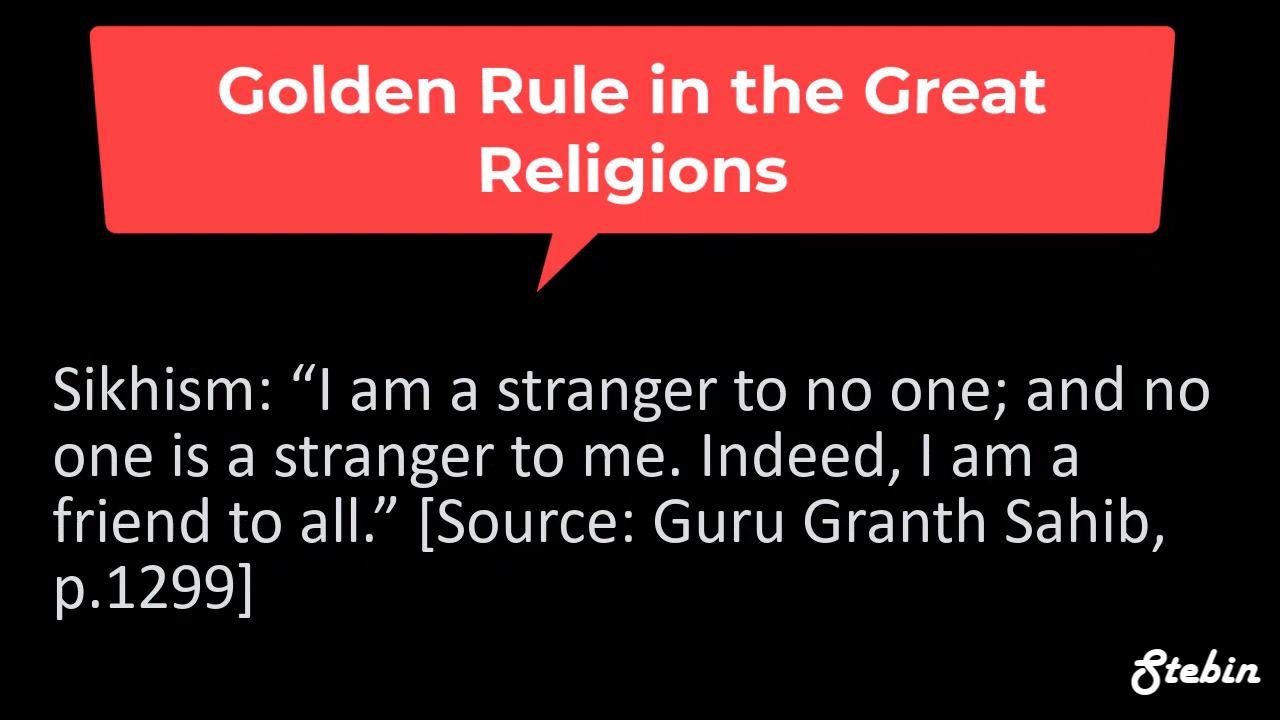 Golden Rule in the Great
Religions
Sikhism: “I am a stranger to no one; and no
one is a stranger to me. Indeed, I am a
friend to all.” [Source: Guru Granth Sahib,
p.1299]
Stebin